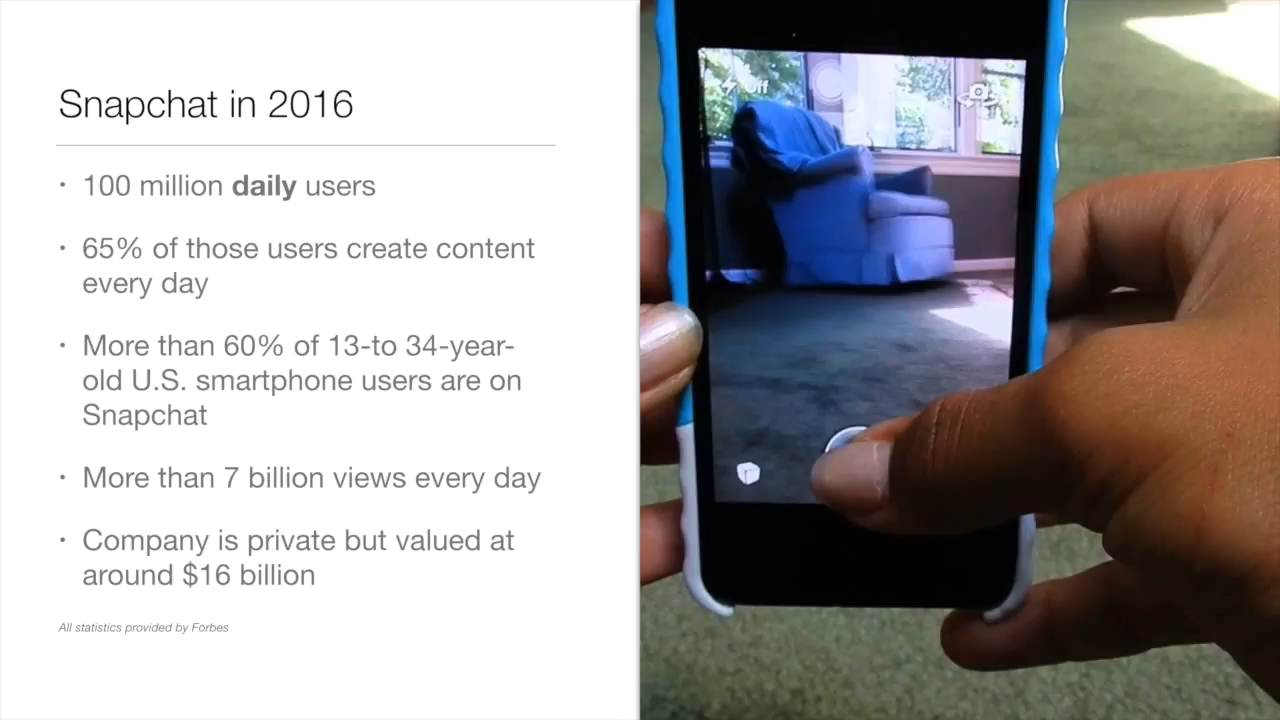 Snapchat in 2016
• 100 million daily users
• 65% of those users create content
every day
• More than 60% of 13-to 34-year-
old U.S. smartphone users are on
Snapchat
• More than 7 billion views every day
• Company is private but valued at
around $16 billion
All statistics provided by Forbes
Off